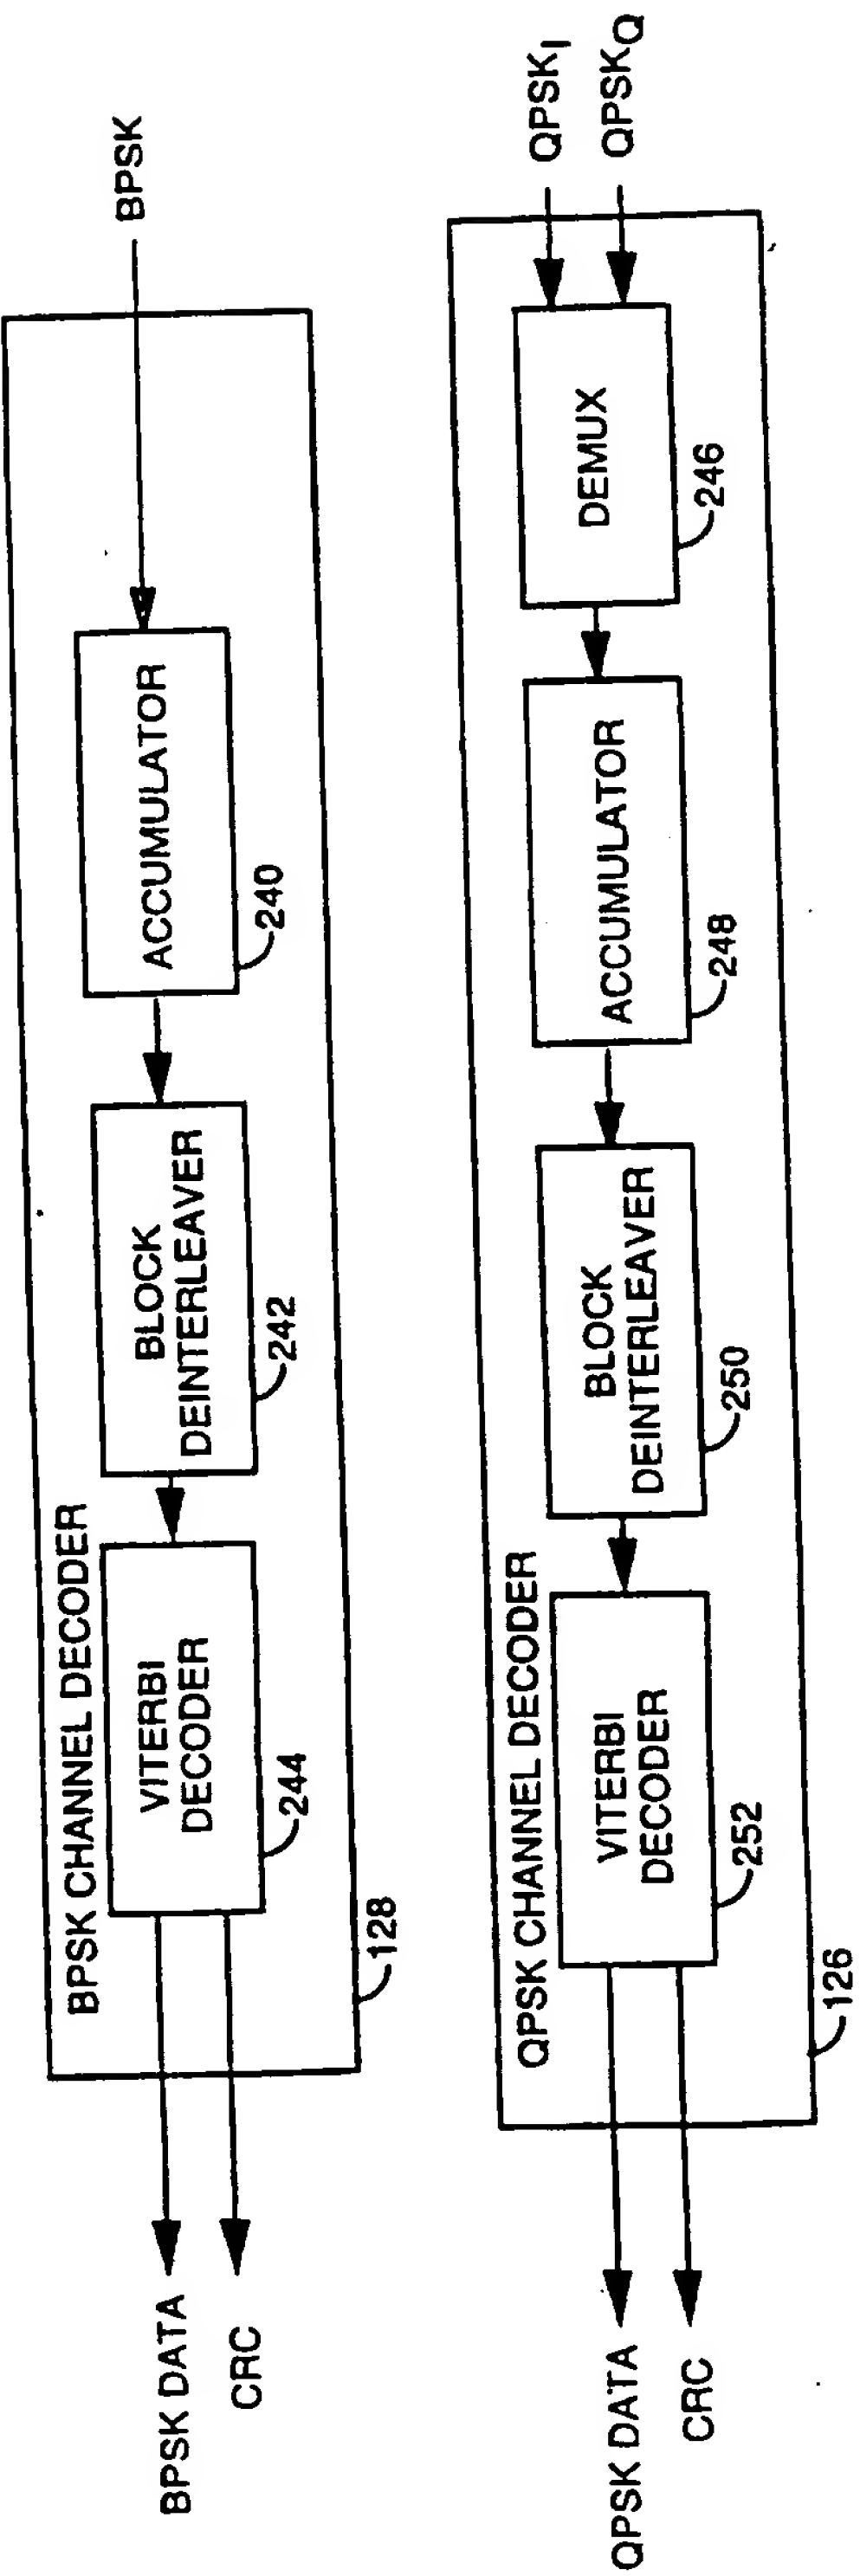 BPSK CHANNEL DECODER
BPSK DATA
CRC
VITERBI
DECODER
244
BLOCK
DEINTERLEAVER
242
ACCUMULATOR
240
BPSK
128
QPSK CHANNEL DECODER
QPSK DATA
CRC
VITERBI
DECODER
252
BLOCK
DEINTERLEAVER
250
ACCUMULATOR
248
DEMUX
246
QPSKI
QPSKQ
126